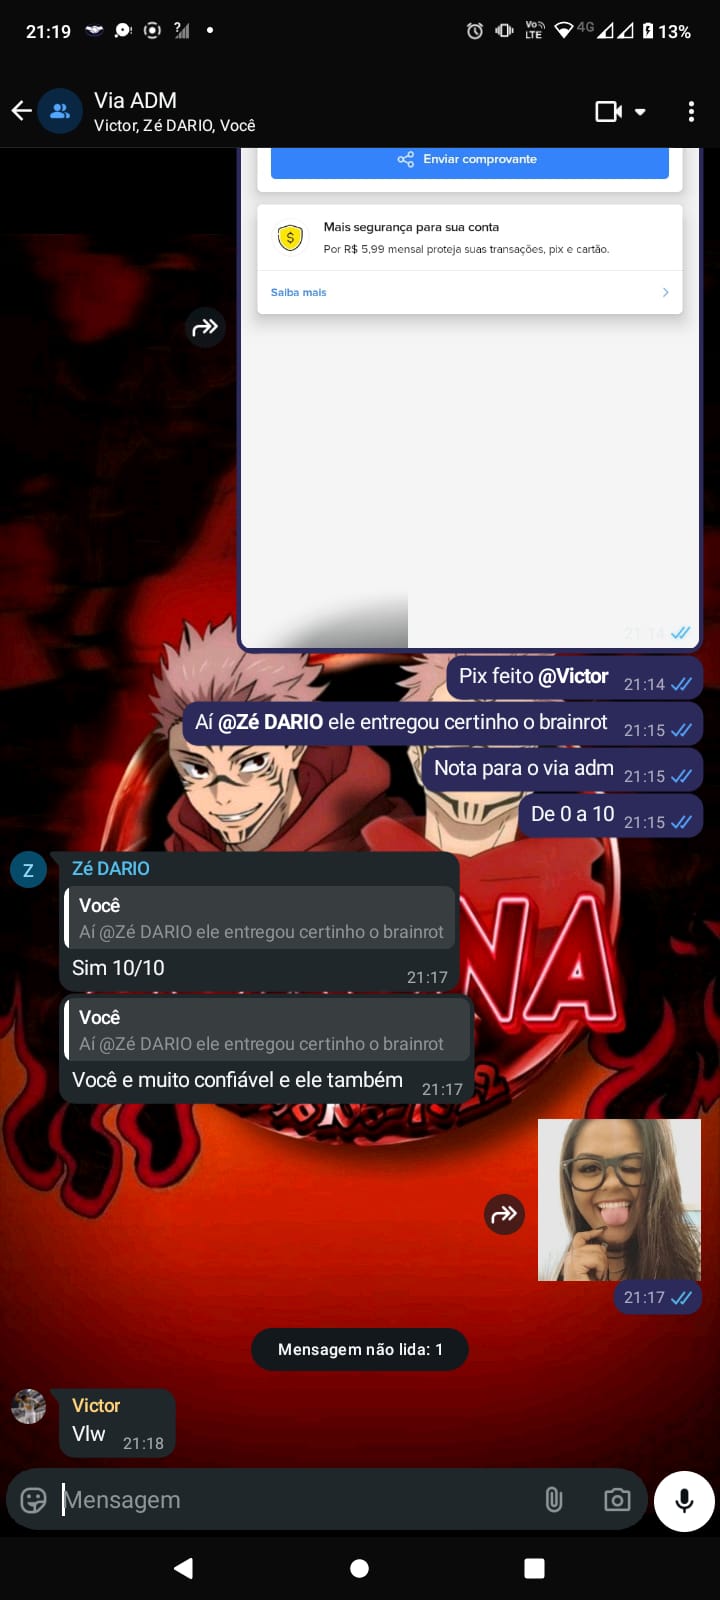 21:19
Vo
LTE
4G
13%
Via ADM
Victor, Zé DARIO, Você
Enviar comprovante
Mais segurança para sua conta
Por R$ 5,99 mensal proteja suas transações, pix e cartão.
Saiba mais
21:14
Pix feito @Victor 21:14
Aí @Zé DARIO ele entregou certinho o brainrot 21:15
Nota para o via adm 21:15
De 0 a 10 21:15
Z
Zé DARIO
Você
Aí @Zé DARIO ele entregou certinho o brainrot
Sim 10/10 21:17
Você
Aí @Zé DARIO ele entregou certinho o brainrot
Você e muito confiável e ele também 21:17
NA
21:17
Mensagem não lida: 1
Victor
Vlw 21:18
Mensagem